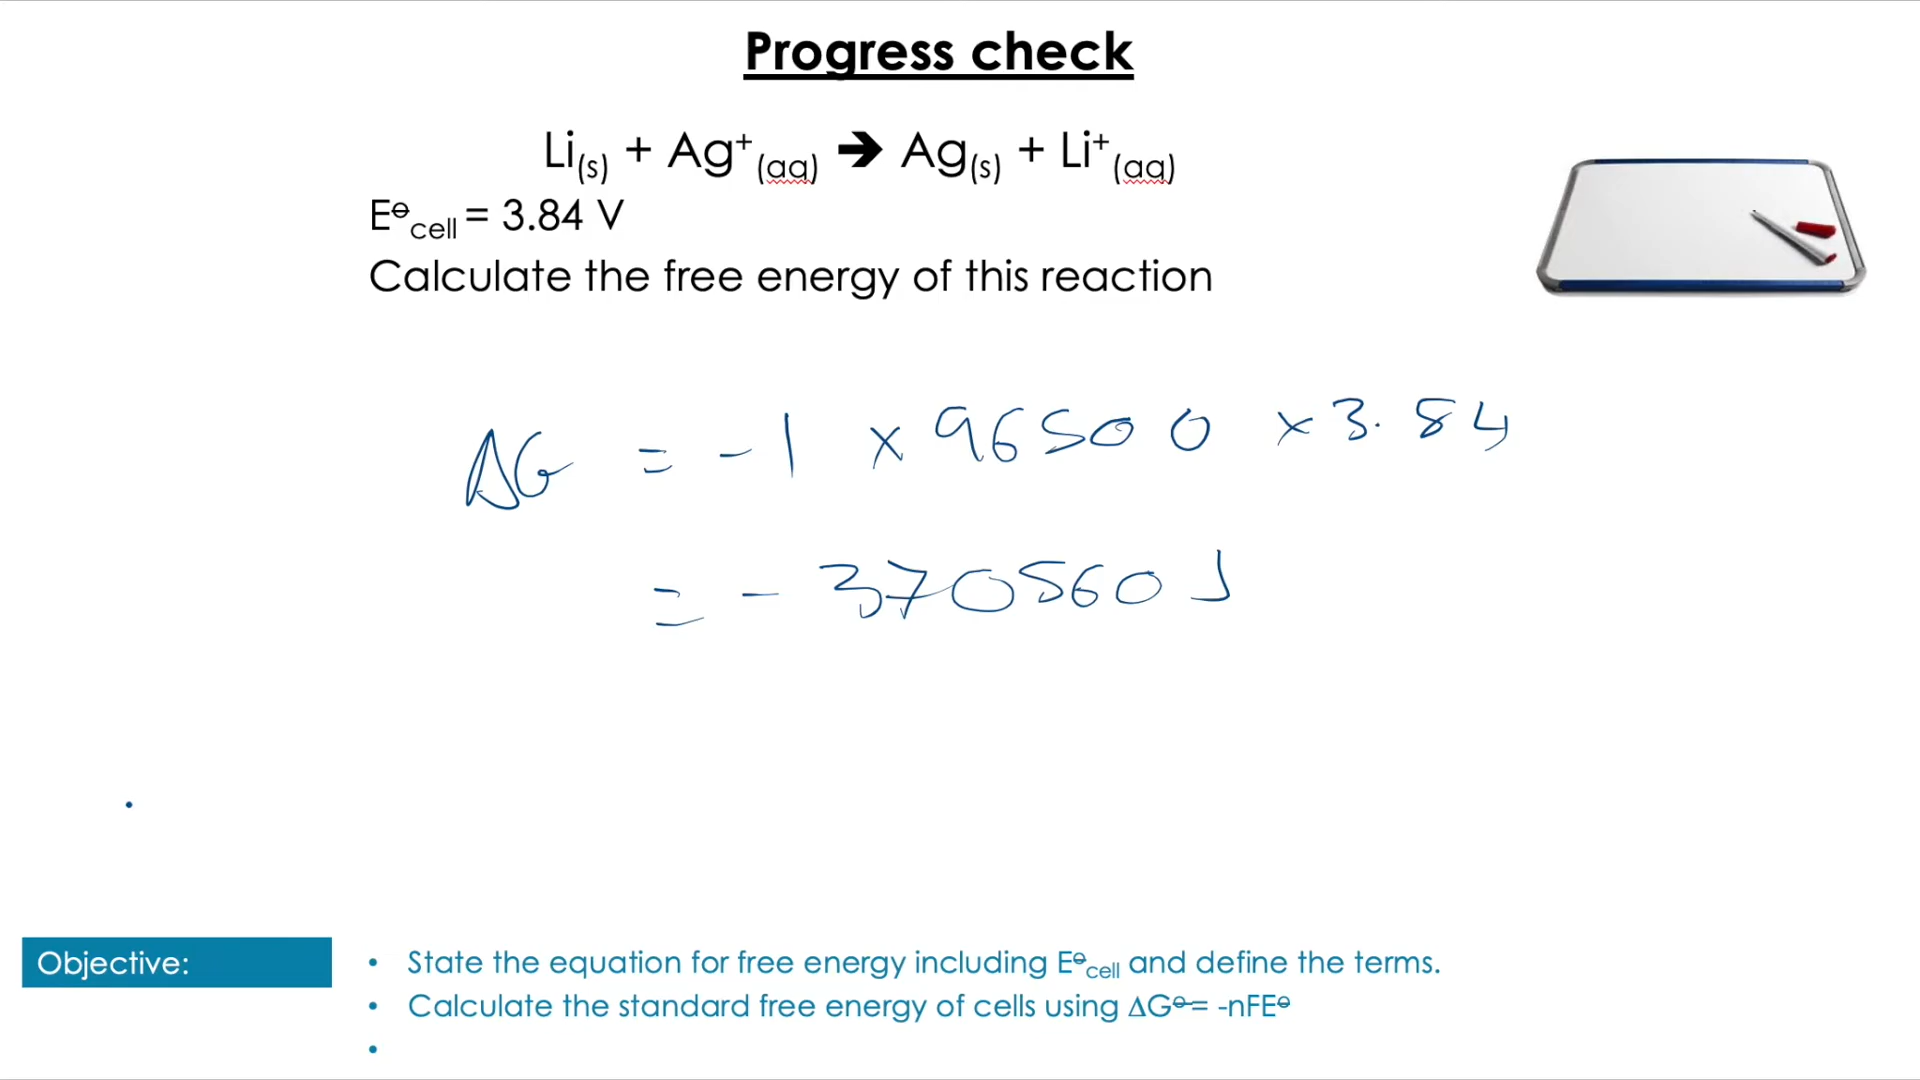 Progress check
Li(s) + Ag⁺(aq) ➔ Ag(s) + Li⁺(aq)
E⦵cell = 3.84 V
Calculate the free energy of this reaction
ΔG = -1 × 96500 × 3.84
= - 370560 J
Objective:
• State the equation for free energy including E⦵cell and define the terms.
• Calculate the standard free energy of cells using ΔG⦵= -nFE⦵
•